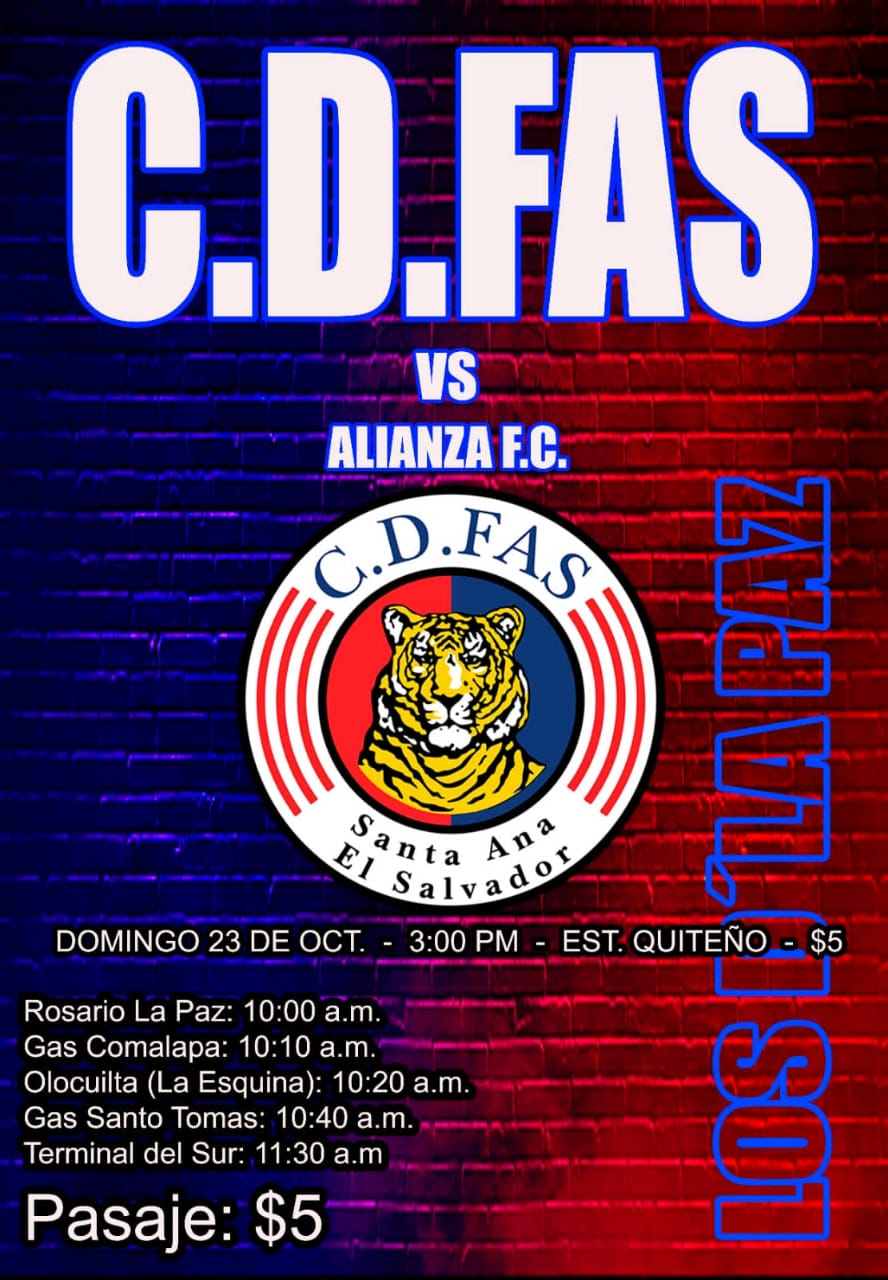 C.D.FAS
VS
ALIANZA F.C.
C.D.FAS
Santa Ana
El Salvador
LOS D´LA PAZ
DOMINGO 23 DE OCT. - 3:00 PM - EST. QUITEÑO - $5
Rosario La Paz: 10:00 a.m.
Gas Comalapa: 10:10 a.m.
Olocuilta (La Esquina): 10:20 a.m.
Gas Santo Tomas: 10:40 a.m.
Terminal del Sur: 11:30 a.m
Pasaje: $5